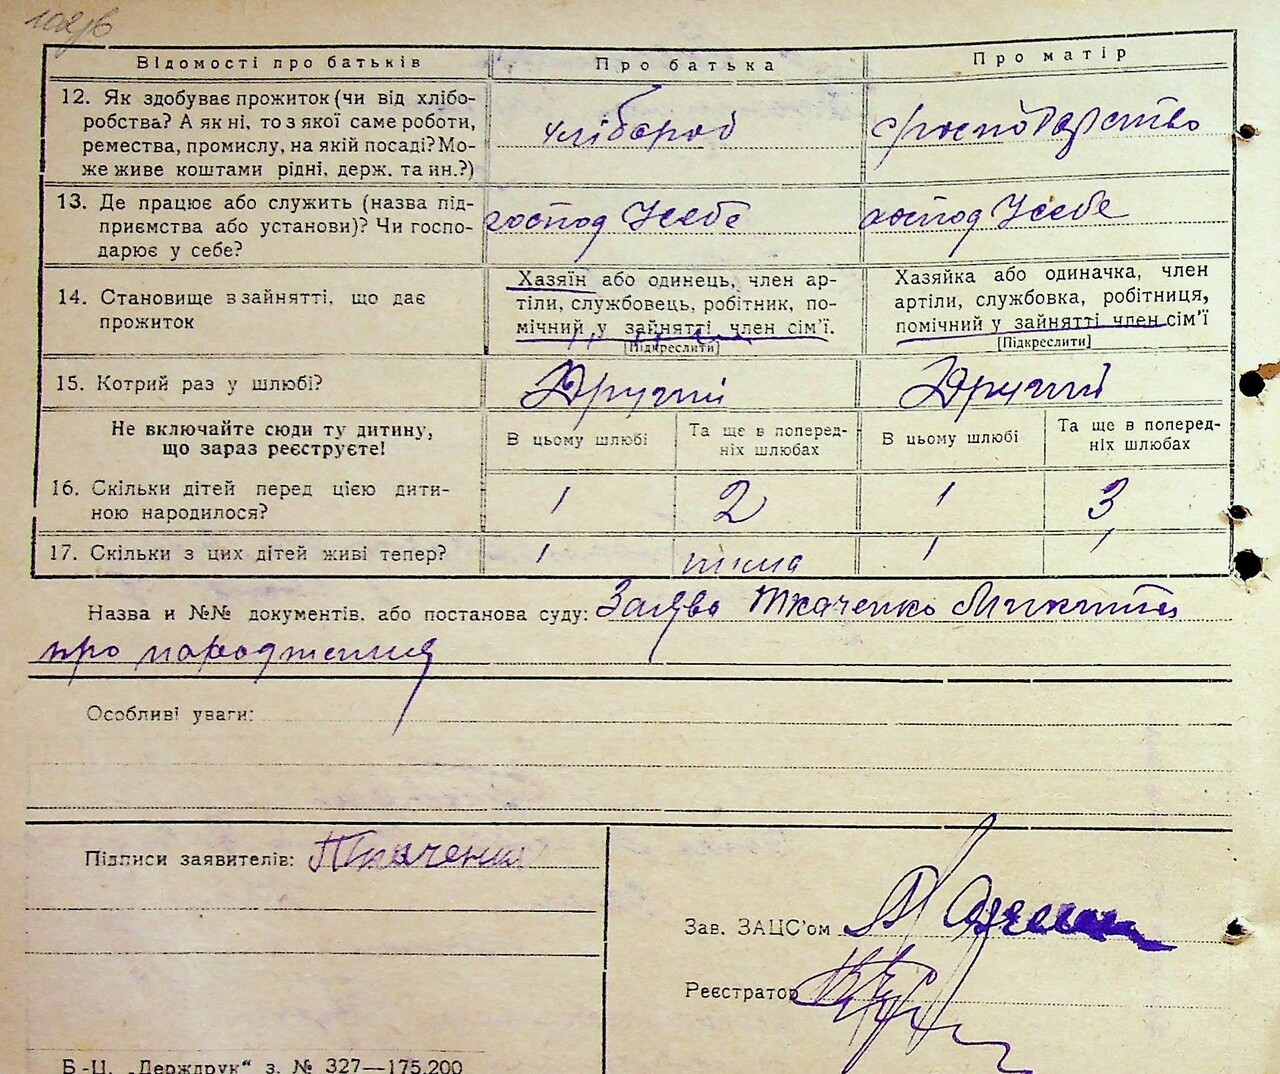 102/в
Відомості про батьків
Про батька
Про матір
12. Як здобуває прожиток (чи від хлібо-
робства? А як ні, то з якої саме роботи,
ремества, промислу, на якій посаді? Мо-
же живе коштами рідні, держ. та ин.?)
хлібороб
господарство
13. Де працює або служить (назва під-
приємства або установи)? Чи госпо-
дарює у себе?
господ Усебе
господ Усебе
14. Становище в зайнятті, що дає
прожиток
Хазяїн або одинець, член ар-
тіли, службовець, робітник, по-
мічний у зайнятті член сім'ї.
[Підкреслити]
Хазяйка або одиначка, член
артіли, службовка, робітниця,
помічний у зайнятті член сім'ї
[Підкреслити]
15. Котрий раз у шлюбі?
Другий
Другий
Не включайте сюди ту дитину,
що зараз реєструєте!
В цьому шлюбі
Та ще в поперед-
ніх шлюбах
В цьому шлюбі
Та ще в поперед-
ніх шлюбах
16. Скільки дітей перед цією дити-
ною народилося?
1
2
1
3
17. Скільки з цих дітей живі тепер?
1
нима
1
1
Назва и №№ документів, або постанова суду: Заява Ткаченко Микити
про народження
Особливі уваги:
Підписи заявителів: Ткаченко
Зав. ЗАЦС'ом
Реєстратор
Б-Ц. „Держдрук“ з. № 327—175.200